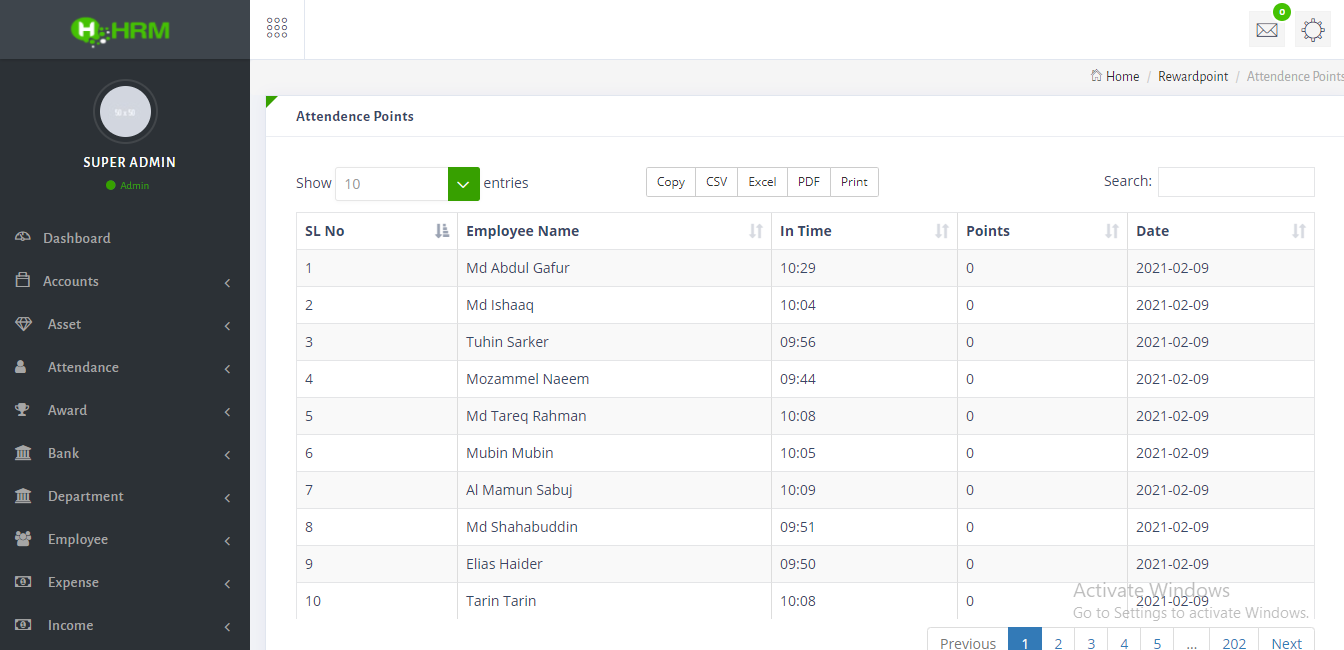 HRM
0
Home / Rewardpoint / Attendence Points
SUPER ADMIN
Admin
Dashboard
Accounts
Asset
Attendance
Award
Bank
Department
Employee
Expense
Income
Attendence Points
Show 10 entries
Copy CSV Excel PDF Print
Search:
SL No Employee Name In Time Points Date
1 Md Abdul Gafur 10:29 0 2021-02-09
2 Md Ishaaq 10:04 0 2021-02-09
3 Tuhin Sarker 09:56 0 2021-02-09
4 Mozammel Naeem 09:44 0 2021-02-09
5 Md Tareq Rahman 10:08 0 2021-02-09
6 Mubin Mubin 10:05 0 2021-02-09
7 Al Mamun Sabuj 10:09 0 2021-02-09
8 Md Shahabuddin 09:51 0 2021-02-09
9 Elias Haider 09:50 0 2021-02-09
10 Tarin Tarin 10:08 0 2021-02-09
Activate Windows
Go to Settings to activate Windows.
Previous 1 2 3 4 5 ... 202 Next